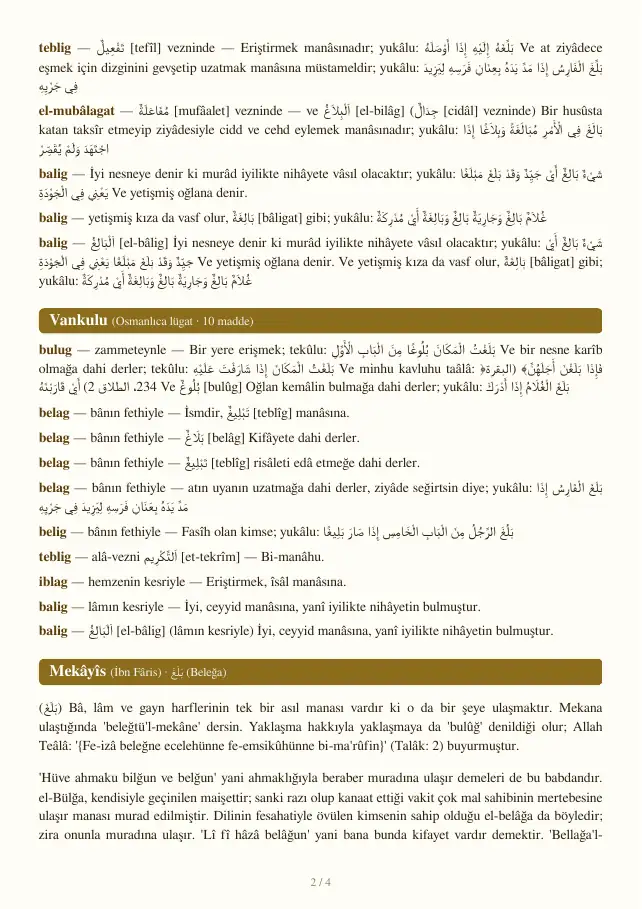 teblig — تَفْعِيلٌ [tefîl] vezninde — Eriştirmek manâsınadır; yukâlu: بَلَّغَهُ إِلَيْهِ إِذَا أَوْصَلَهُ Ve at ziyâdece
eşmek için dizginini gevşetip uzatmak manâsına müstameldir; yukâlu: بَلَّغَ الْفَارِسُ إِذَا مَدَّ يَدَهُ بِعِنَانِ فَرَسِهِ لِيَزِيدَ
فِي جَرْيِهِ
el-mubâlagat — مُفَاعَلَةٌ [mufâalet] vezninde — ve اَلْبِلَاغُ [el-bilâg] (جِدَالٌ [cidâl] vezninde) Bir husûsta
katan taksîr etmeyip ziyâdesiyle cidd ve cehd eylemek manâsınadır; yukâlu: بَالَغَ فِي الْأَمْرِ مُبَالَغَةً وَبِلَاغًا إِذَا
اجْتَهَدَ وَلَمْ يُقَصِّرْ
balig — İyi nesneye denir ki murâd iyilikte nihâyete vâsıl olacaktır; yukâlu: شَيْءٌ بَالِغٌ أَيْ جَيِّدٌ وَقَدْ بَلَغَ مَبْلَغًا
يَعْنِي فِي الْجَوْدَةِ Ve yetişmiş oğlana denir.
balig — yetişmiş kıza da vasf olur, بَالِغَةٌ [bâligat] gibi; yukâlu: غُلَامٌ بَالِغٌ وَجَارِيَةٌ بَالِغٌ وَبَالِغَةٌ أَيْ مُدْرِكَةٌ
balig — اَلْبَالِغُ [el-bâlig] İyi nesneye denir ki murâd iyilikte nihâyete vâsıl olacaktır; yukâlu: شَيْءٌ بَالِغٌ أَيْ
جَيِّدٌ وَقَدْ بَلَغَ مَبْلَغًا يَعْنِي فِي الْجَوْدَةِ Ve yetişmiş oğlana denir. Ve yetişmiş kıza da vasf olur, بَالِغَةٌ [bâligat] gibi;
yukâlu: غُلَامٌ بَالِغٌ وَجَارِيَةٌ بَالِغٌ وَبَالِغَةٌ أَيْ مُدْرِكَةٌ
Vankulu (Osmanlıca lügat · 10 madde)
bulug — zammeteynle — Bir yere erişmek; tekûlu: بَلَغْتُ الْمَكَانَ بُلُوغًا مِنَ الْبَابِ الْأَوَّلِ Ve bir nesne karîb
olmağa dahi derler; tekûlu: بَلَغْتُ الْمَكَانَ إِذَا شَارَفْتَ عَلَيْهِ Ve minhu kavluhu taâlâ: ﴿فَإِذَا بَلَغْنَ أَجَلَهُنَّ﴾ (البقرة
234، الطلاق 2) أَيْ قَارَبْنَهُ Ve بُلُوغٌ [bulûg] Oğlan kemâlin bulmağa dahi derler; yukâlu: بَلَغَ الْغُلَامُ إِذَا أَدْرَكَ
belag — bânın fethiyle — İsmdir, تَبْلِيغٌ [teblîg] manâsına.
belag — bânın fethiyle — بَلَاغٌ [belâg] Kifâyete dahi derler.
belag — bânın fethiyle — تَبْلِيغٌ [teblîg] risâleti edâ etmeğe dahi derler.
belag — bânın fethiyle — atın uyanın uzatmağa dahi derler, ziyâde seğirtsin diye; yukâlu: بَلَّغَ الْفَارِسُ إِذَا
مَدَّ يَدَهُ بِعِنَانِ فَرَسِهِ لِيَزِيدَ فِي جَرْيِهِ
belig — bânın fethiyle — Fasîh olan kimse; yukâlu: بَلُغَ الرَّجُلُ مِنَ الْبَابِ الْخَامِسِ إِذَا صَارَ بَلِيغًا
teblig — alâ-vezni اَلتَّكْرِيم [et-tekrîm] — Bi-manâhu.
iblag — hemzenin kesriyle — Eriştirmek, îsâl manâsına.
balig — lâmın kesriyle — İyi, ceyyid manâsına, yanî iyilikte nihâyetin bulmuştur.
balig — اَلْبَالِغُ [el-bâlig] (lâmın kesriyle) İyi, ceyyid manâsına, yanî iyilikte nihâyetin bulmuştur.
Mekâyîs (İbn Fâris) · بَلَغَ (Beleğa)
(بَلَغَ) Bâ, lâm ve gayn harflerinin tek bir asıl manası vardır ki o da bir şeye ulaşmaktır. Mekana
ulaştığında 'beleğtü'l-mekâne' dersin. Yaklaşma hakkıyla yaklaşmaya da 'bulûğ' denildiği olur; Allah
Teâlâ: '{Fe-izâ beleğne ecelehünne fe-emsikûhünne bi-ma'rûfin}' (Talâk: 2) buyurmuştur.
'Hüve ahmaku bilğun ve belğun' yani ahmaklığıyla beraber muradına ulaşır demeleri de bu babdandır.
el-Bülğa, kendisiyle geçinilen maişettir; sanki razı olup kanaat ettiği vakit çok mal sahibinin mertebesine
ulaşır manası murad edilmiştir. Dilinin fesahatiyle övülen kimsenin sahip olduğu el-belâğa da böyledir;
zira onunla muradına ulaşır. 'Lî fî hâzâ belâğun' yani bana bunda kifayet vardır demektir. 'Bellağa'l-
2 / 4